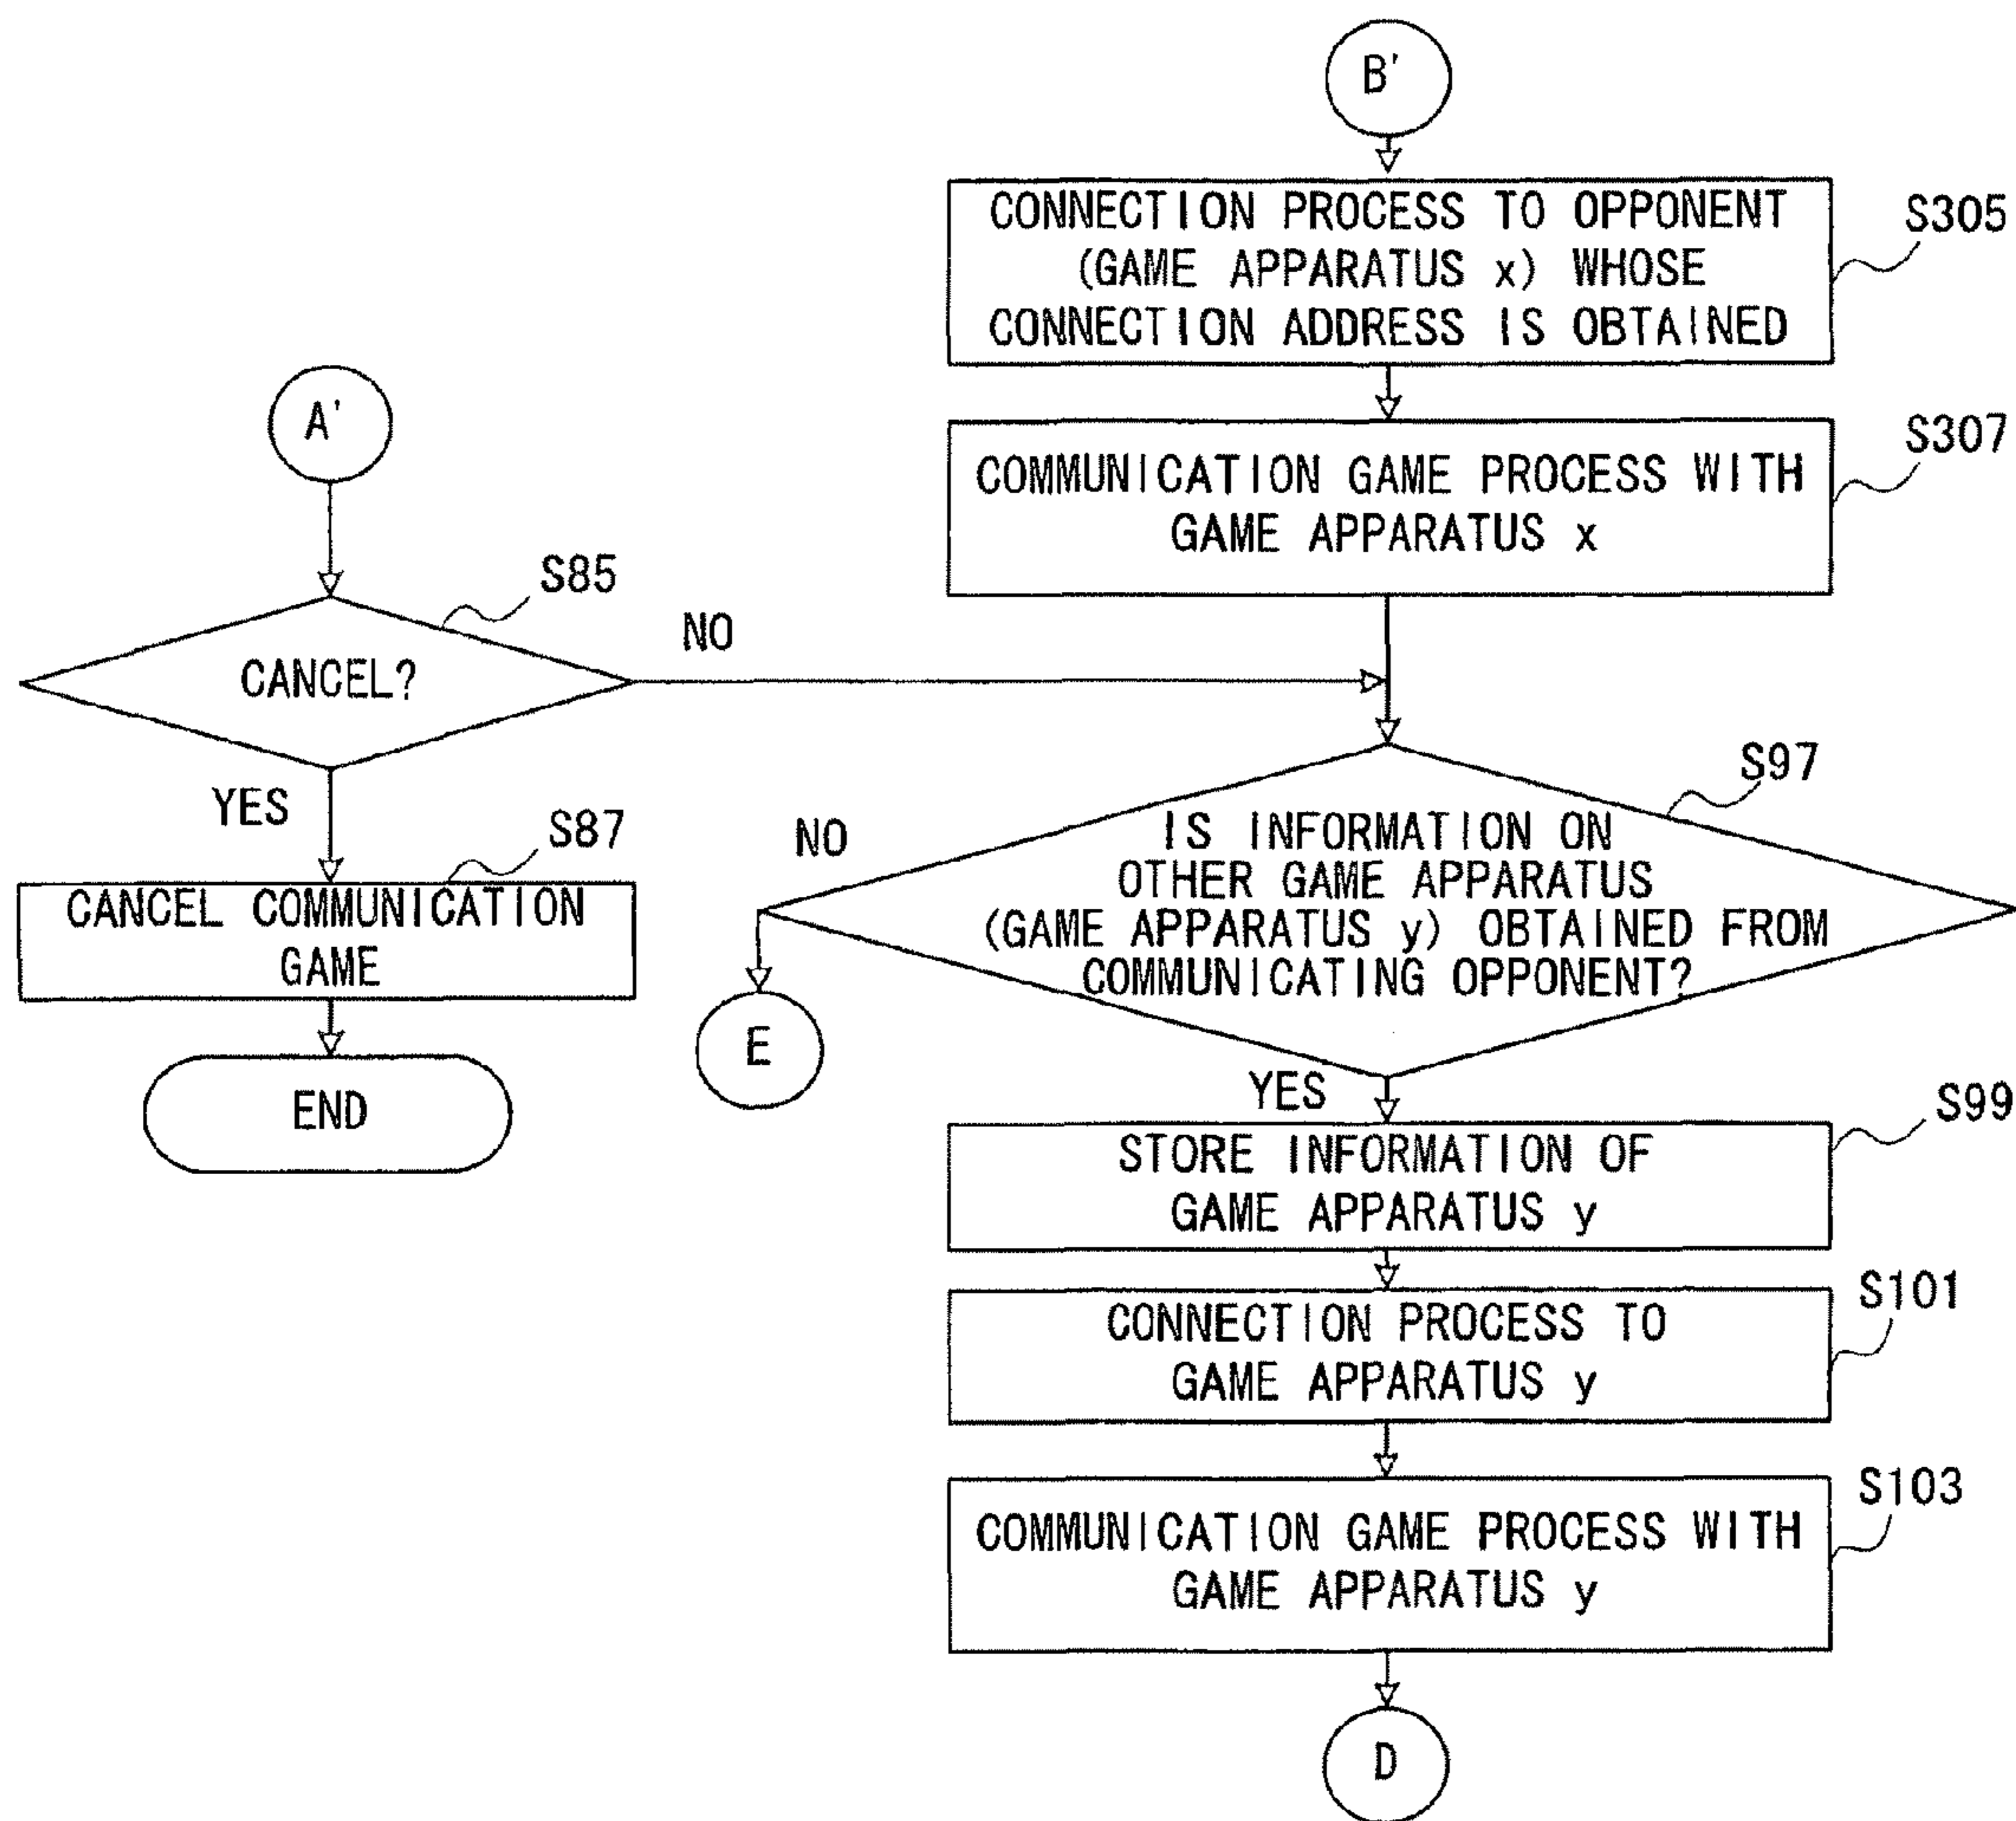 B'
CONNECTION PROCESS TO OPPONENT
(GAME APPARATUS x) WHOSE
CONNECTION ADDRESS IS OBTAINED
S305
COMMUNICATION GAME PROCESS WITH
GAME APPARATUS x
S307
A'
CANCEL?
S85
NO
YES
CANCEL COMMUNICATION
GAME
S87
END
IS INFORMATION ON
OTHER GAME APPARATUS
(GAME APPARATUS y) OBTAINED FROM
COMMUNICATING OPPONENT?
S97
NO
E
YES
STORE INFORMATION OF
GAME APPARATUS y
S99
CONNECTION PROCESS TO
GAME APPARATUS y
S101
COMMUNICATION GAME PROCESS WITH
GAME APPARATUS y
S103
D